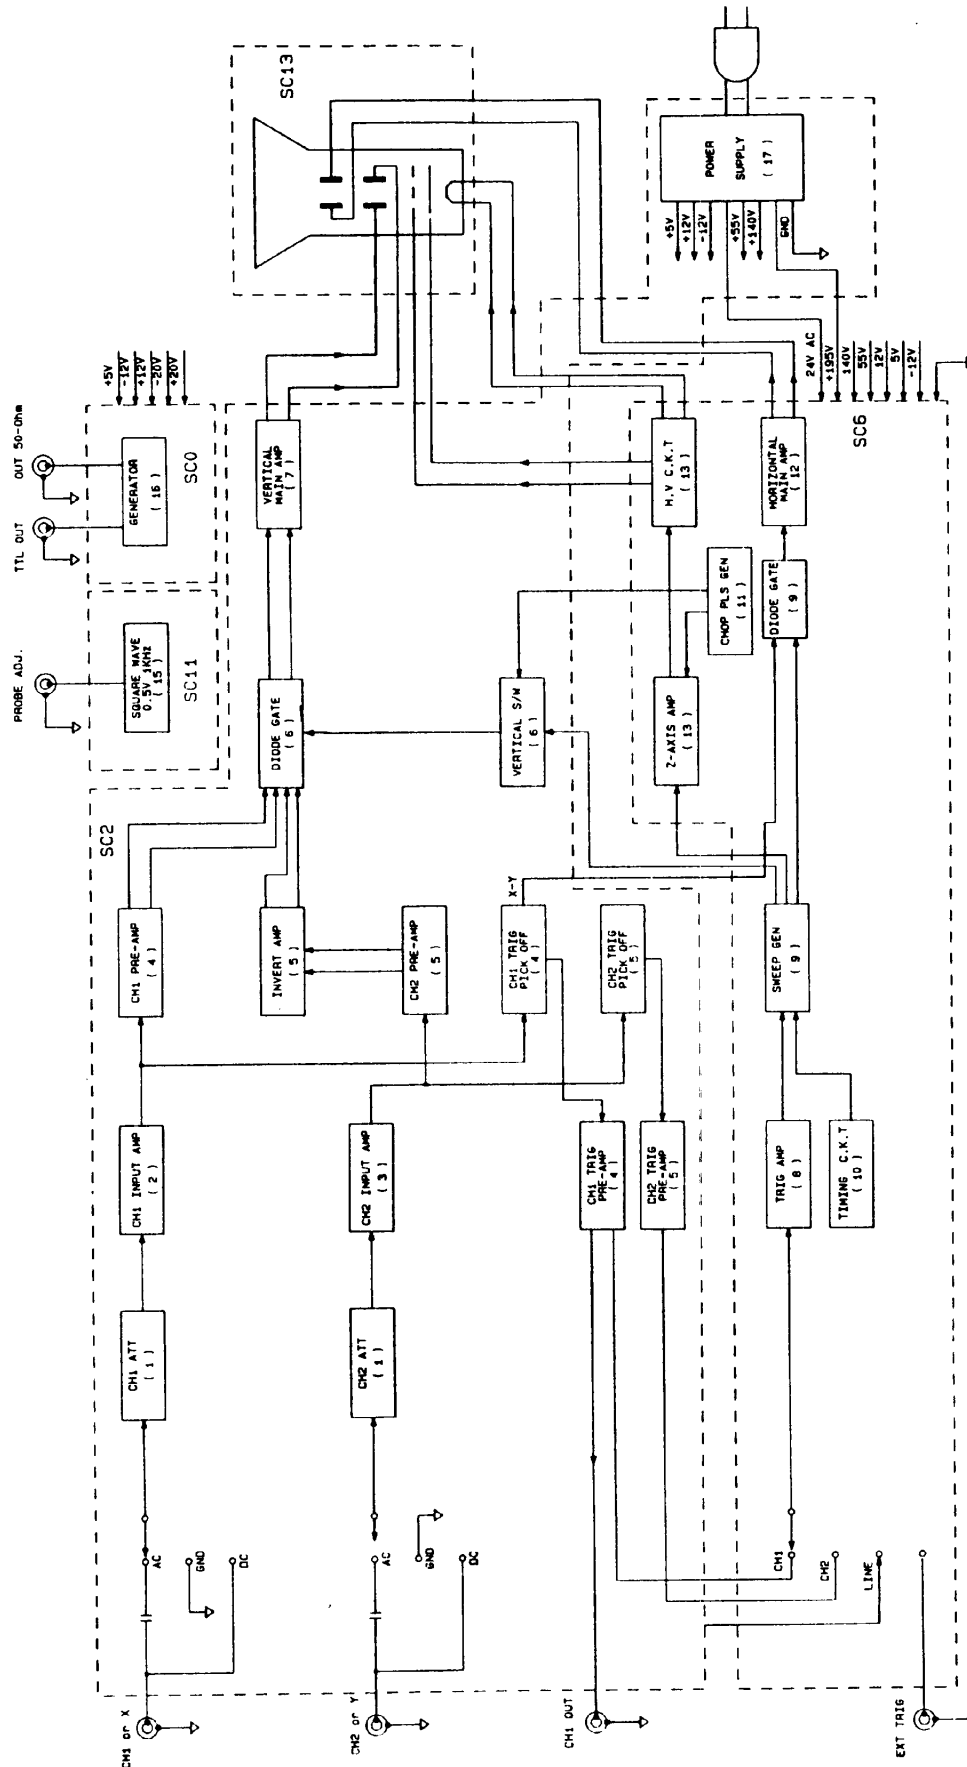 CH1 or X
AC
GND
DC
CH1 ATT
( 1 )
CH1 INPUT AMP
( 2 )
CH1 PRE-AMP
( 4 )
SC2
PROBE ADJ.
SQUARE WAVE
0.5V 1KHz
( 15 )
SC11
TTL OUT
OUT 50-Ohm
GENERATOR
( 16 )
SC0
+5V
-12V
+12V
-20V
+20V
SC13
CH2 or Y
AC
GND
DC
CH2 ATT
( 1 )
CH2 INPUT AMP
( 3 )
INVERT AMP
( 5 )
CH2 PRE-AMP
( 5 )
DIODE GATE
( 6 )
VERTICAL
MAIN AMP
( 7 )
CH1 OUT
CH1 TRIG
PRE-AMP
( 4 )
CH2 TRIG
PRE-AMP
( 5 )
CH1 TRIG
PICK OFF
( 4 )
X-Y
CH2 TRIG
PICK OFF
( 5 )
VERTICAL S/W
( 6 )
Z-AXIS AMP
( 13 )
CHOP PLS GEN
( 11 )
H.V C.K.T
( 13 )
EXT TRIG
CH1
CH2
LINE
TRIG AMP
( 8 )
TIMING C.K.T
( 10 )
SWEEP GEN
( 9 )
DIODE GATE
( 9 )
HORIZONTAL
MAIN AMP
( 12 )
SC6
24V AC
+195V
140V
55V
12V
5V
-12V
+5V
+12V
-12V
+55V
+140V
GND
POWER
SUPPLY
( 17 )